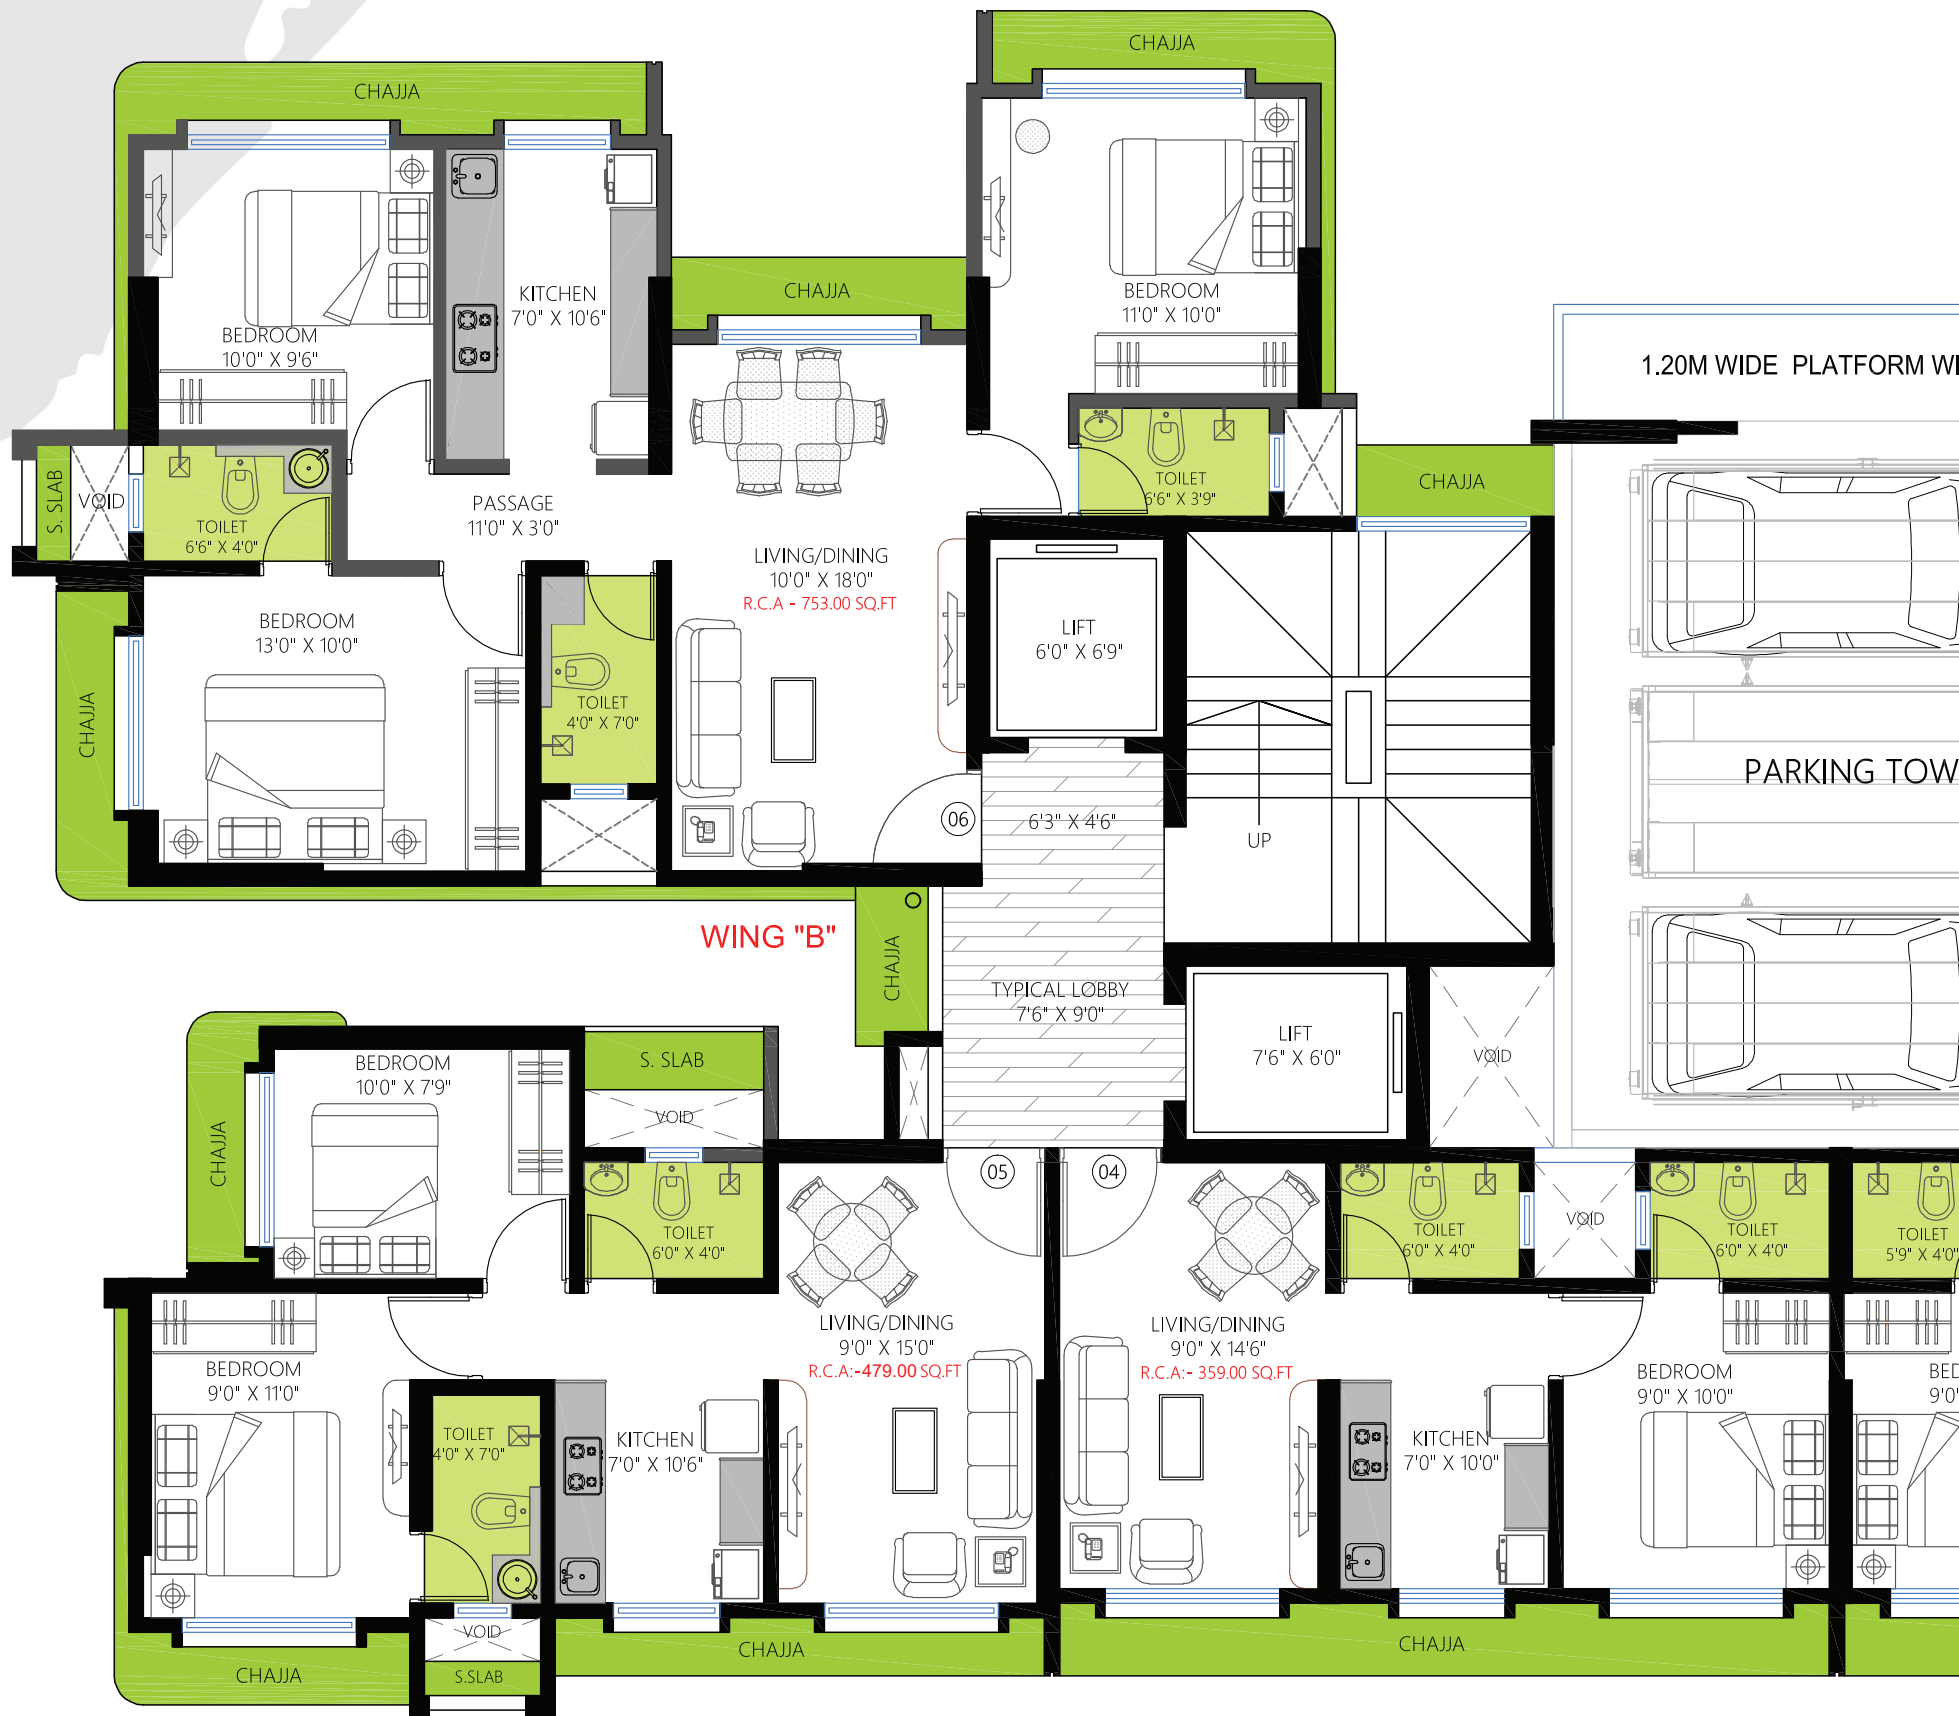 CHAJJA
CHAJJA
BEDROOM
10'0" X 9'6"
KITCHEN
7'0" X 10'6"
CHAJJA
BEDROOM
11'0" X 10'0"
1.20M WIDE PLATFORM
S. SLAB
VOID
TOILET
6'6" X 4'0"
PASSAGE
11'0" X 3'0"
TOILET
6'6" X 3'9"
CHAJJA
LIVING/DINING
10'0" X 18'0"
R.C.A - 753.00 SQ.FT
BEDROOM
13'0" X 10'0"
LIFT
6'0" X 6'9"
CHAJJA
TOILET
4'0" X 7'0"
PARKING TOW
06
6'3" X 4'6"
UP
WING "B"
CHAJJA
TYPICAL LOBBY
7'6" X 9'0"
LIFT
7'6" X 6'0"
VOID
BEDROOM
10'0" X 7'9"
S. SLAB
VOID
CHAJJA
05
04
TOILET
6'0" X 4'0"
TOILET
6'0" X 4'0"
VOID
TOILET
6'0" X 4'0"
TOILET
5'9" X 4'0"
LIVING/DINING
9'0" X 15'0"
R.C.A:-479.00 SQ.FT
LIVING/DINING
9'0" X 14'6"
R.C.A:- 359.00 SQ.FT
BEDROOM
9'0" X 11'0"
BEDROOM
9'0" X 10'0"
BED
9'0"
TOILET
4'0" X 7'0"
KITCHEN
7'0" X 10'6"
KITCHEN
7'0" X 10'0"
VOID
S.SLAB
CHAJJA
CHAJJA
CHAJJA